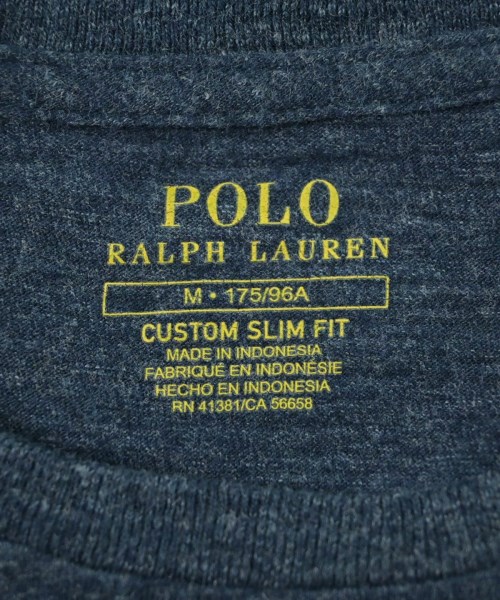 POLO
RALPH LAUREN
M • 175/96A
CUSTOM SLIM FIT
MADE IN INDONESIA
FABRIQUÉ EN INDONÉSIE
HECHO EN INDONESIA
RN 41381/CA 56658